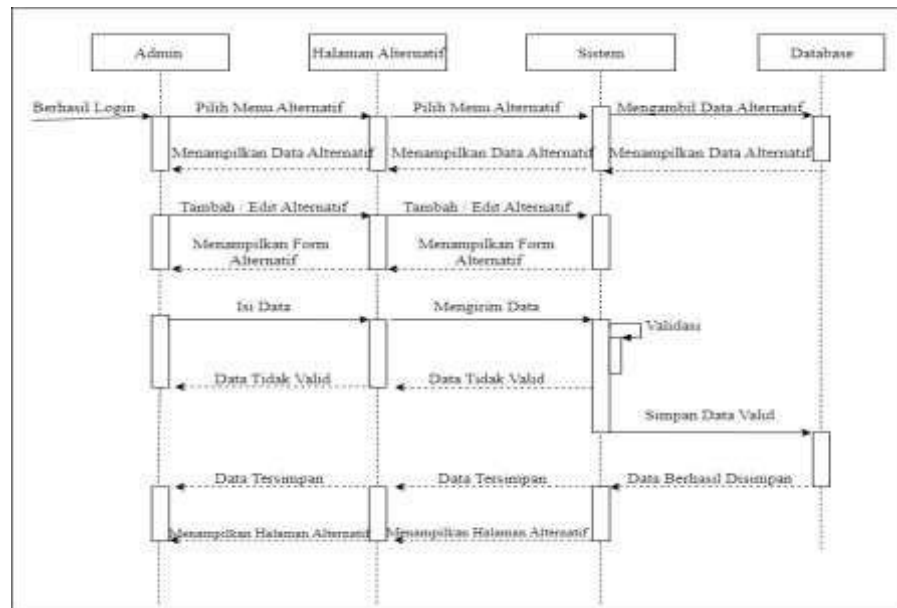 Admin
Halaman Alternatif
Sistem
Database
Berhasil Login
Pilih Menu Alternatif
Pilih Menu Alternatif
Mengambil Data Alternatif
Menampilkan Data Alternatif
Menampilkan Data Alternatif
Menampilkan Data Alternatif
Tambah / Edit Alternatif
Tambah / Edit Alternatif
Menampilkan Form
Alternatif
Menampilkan Form
Alternatif
Isi Data
Mengirim Data
Validasi
Data Tidak Valid
Data Tidak Valid
Simpan Data Valid
Data Tersimpan
Data Tersimpan
Data Berhasil Disimpan
Menampilkan Halaman Alternatif
Menampilkan Halaman Alternatif